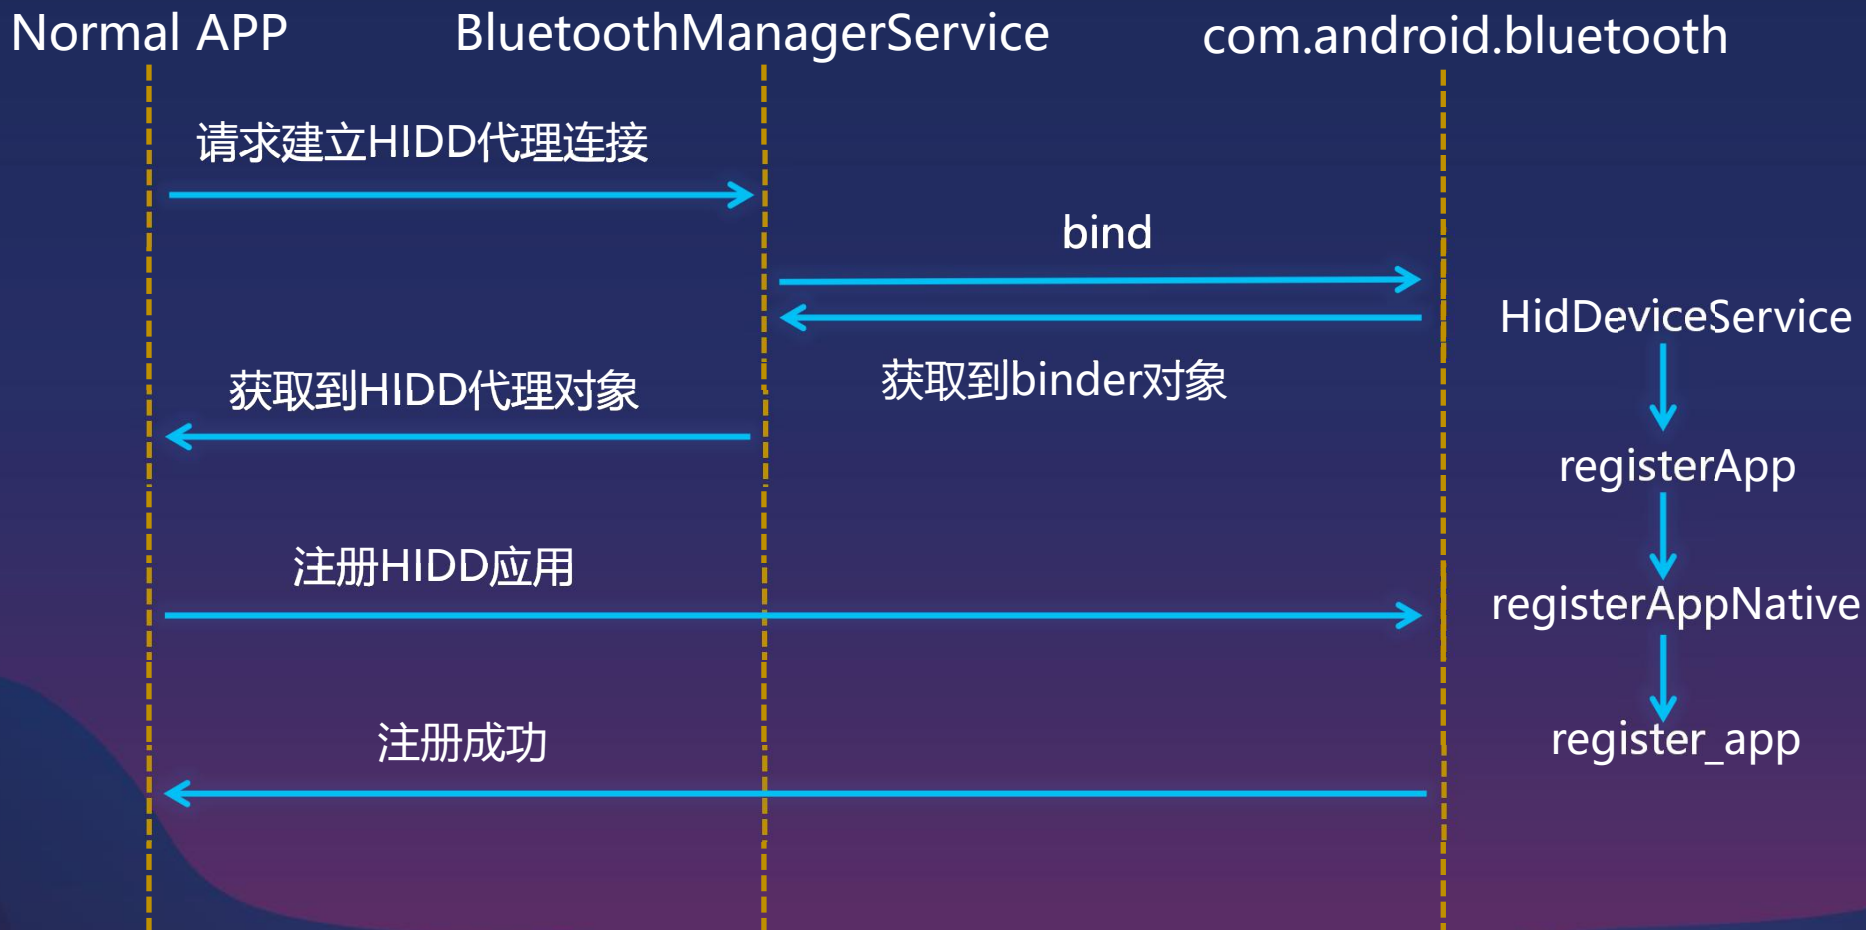 Normal APP
BluetoothManagerService
com.android.bluetooth
请求建立HIDD代理连接
bind
HidDeviceService
获取到HIDD代理对象
获取到binder对象
registerApp
注册HIDD应用
registerAppNative
注册成功
register_app